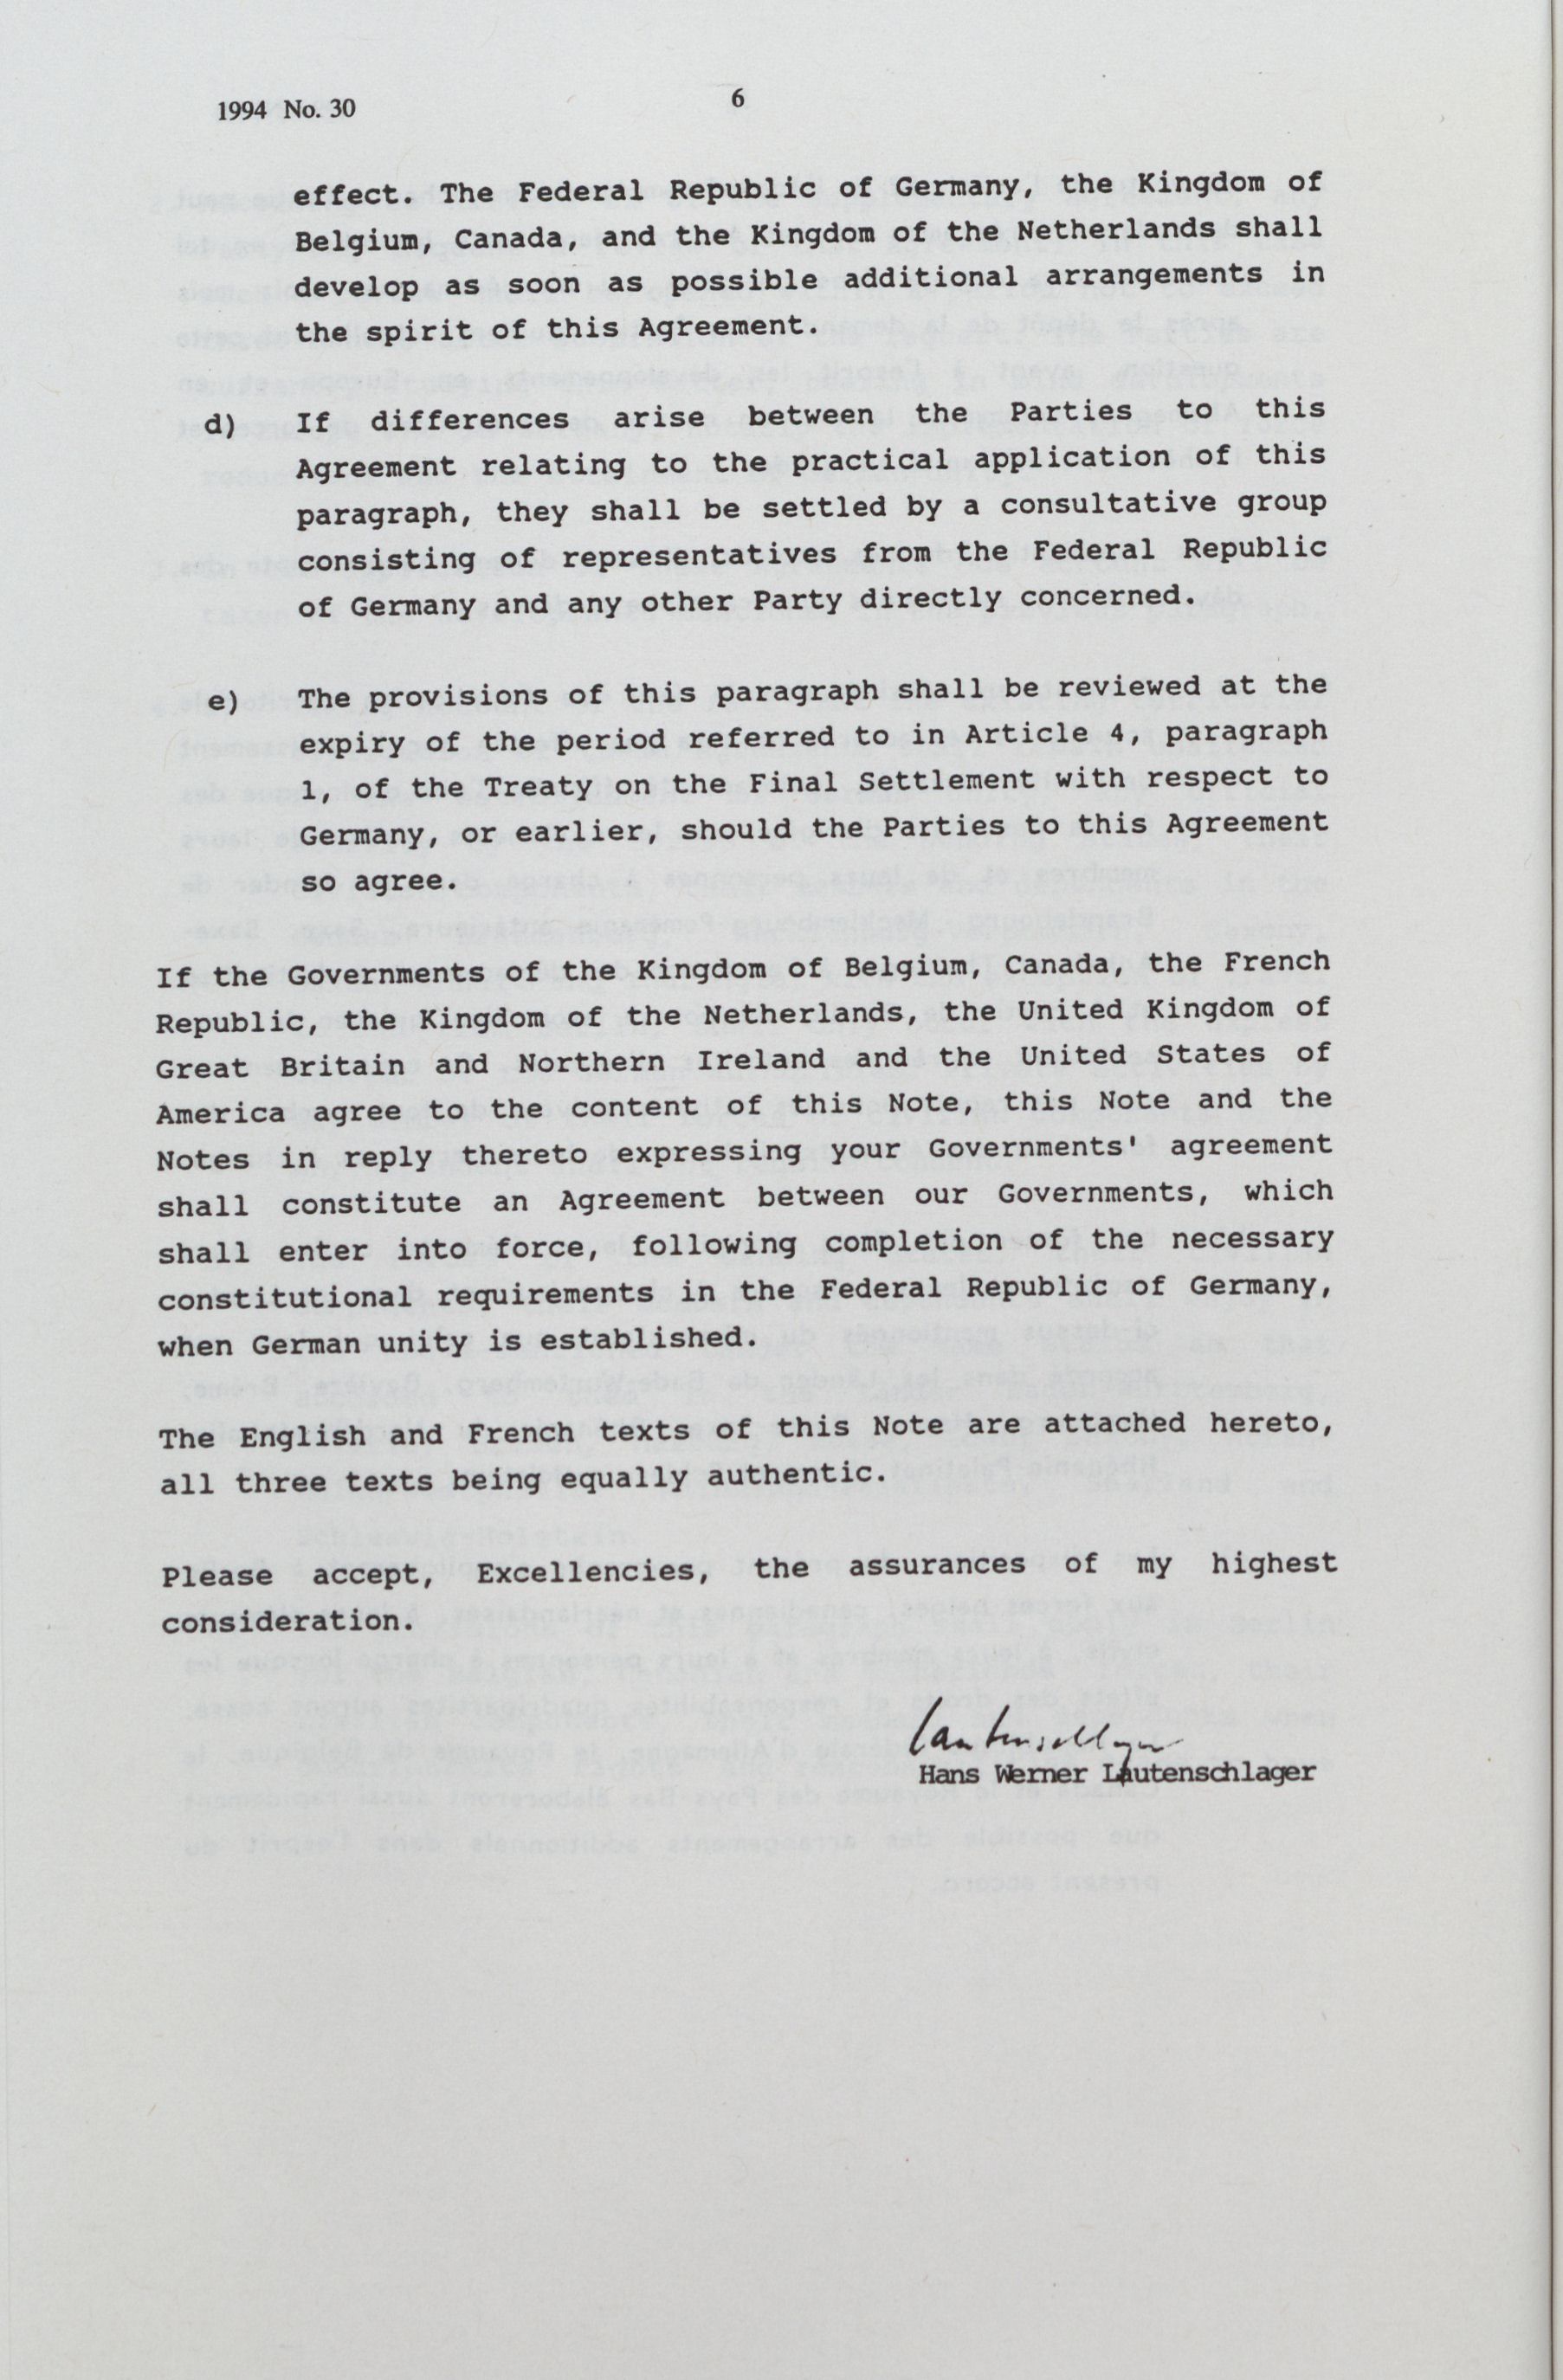 1994 No. 30
6
effect. The Federal Republic of Germany, the Kingdom of
Belgium, Canada, and the Kingdom of the Netherlands shall
develop as soon as possible additional arrangements in
the spirit of this Agreement.
d) If differences arise between the Parties to this
Agreement relating to the practical application of this
paragraph, they shall be settled by a consultative group
consisting of representatives from the Federal Republic
of Germany and any other Party directly concerned.
e) The provisions of this paragraph shall be reviewed at the
expiry of the period referred to in Article 4, paragraph
1, of the Treaty on the Final Settlement with respect to
Germany, or earlier, should the Parties to this Agreement
so agree.
If the Governments of the Kingdom of Belgium, Canada, the French
Republic, the Kingdom of the Netherlands, the United Kingdom of
Great Britain and Northern Ireland and the United States of
America agree to the content of this Note, this Note and the
Notes in reply thereto expressing your Governments' agreement
shall constitute an Agreement between our Governments, which
shall enter into force, following completion of the necessary
constitutional requirements in the Federal Republic of Germany,
when German unity is established.
The English and French texts of this Note are attached hereto,
all three texts being equally authentic.
Please accept, Excellencies, the assurances of my highest
consideration.
Lautenschlager
Hans Werner Lautenschlager